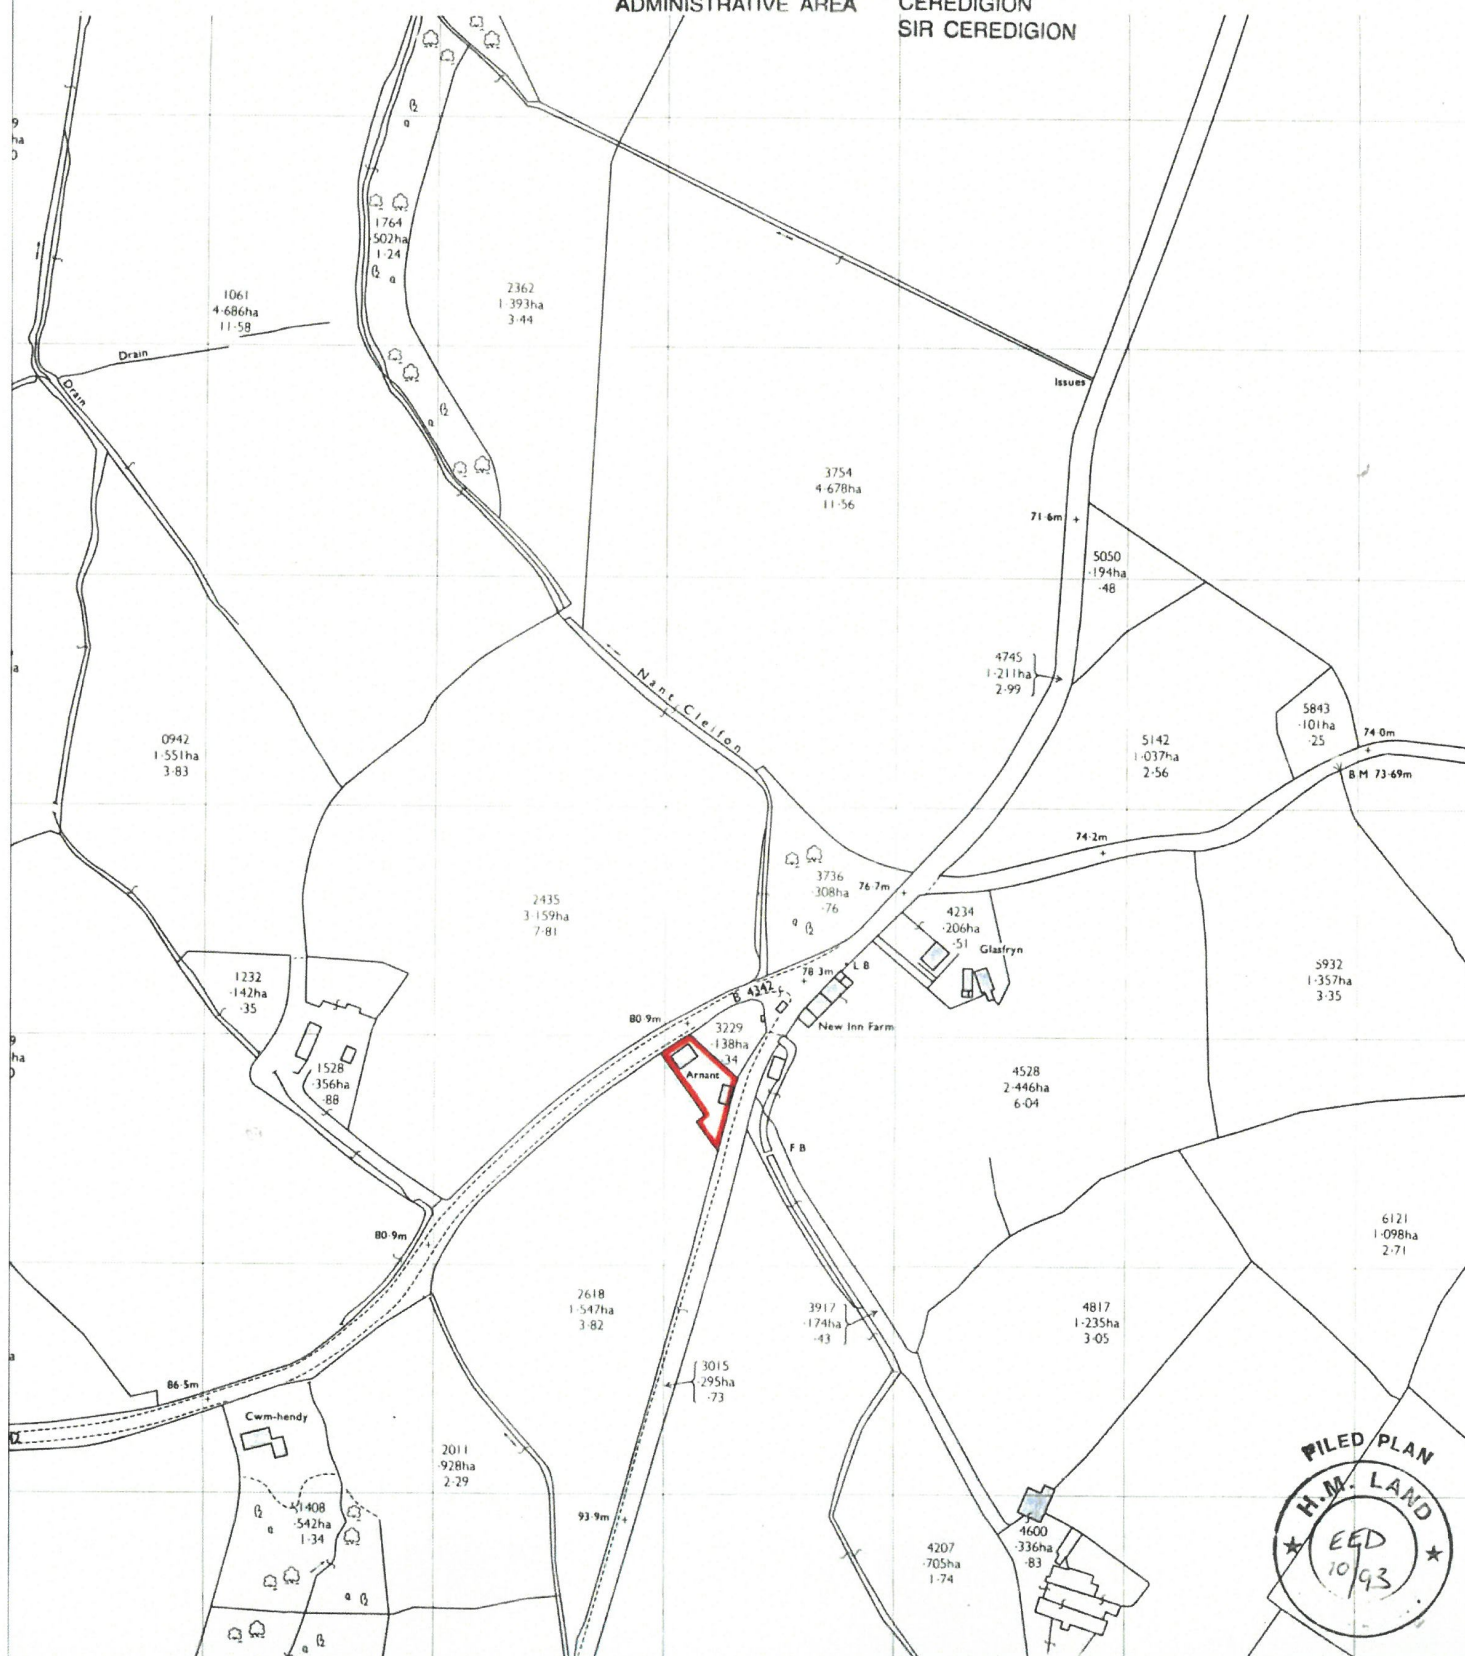 ADMINISTRATIVE AREA CEREDIGION
SIR CEREDIGION
9
ha
1764
·502ha
1·24
1061
4·686ha
11·58
2362
1·393ha
3·44
Drain
Drain
Issues
3754
4·678ha
11·56
71·6m
5050
·194ha
·48
a
4745
1·211ha
2·99
Nant Cleifon
5843
·101ha
·25
0942
1·551ha
3·83
5142
1·037ha
2·56
74·0m
B M 73·69m
74·2m
3736
·308ha
·76
76·7m
2435
3·159ha
7·81
4234
·206ha
·51
Glasfryn
5932
1·357ha
3·35
1232
·142ha
·35
78·3m
L B
B 4342
80·9m
New Inn Farm
3229
·138ha
·34
Arnant
9
ha
1528
·356ha
·88
4528
2·446ha
6·04
F B
80·9m
6121
1·098ha
2·71
2618
1·547ha
3·82
3917
·174ha
·43
4817
1·235ha
3·05
a
3015
·295ha
·73
86·5m
Cwm-hendy
2011
·928ha
2·29
1408
·542ha
1·34
93·9m
4207
·705ha
1·74
4600
·336ha
·83
FILED PLAN
H.M. LAND
EED
10/93